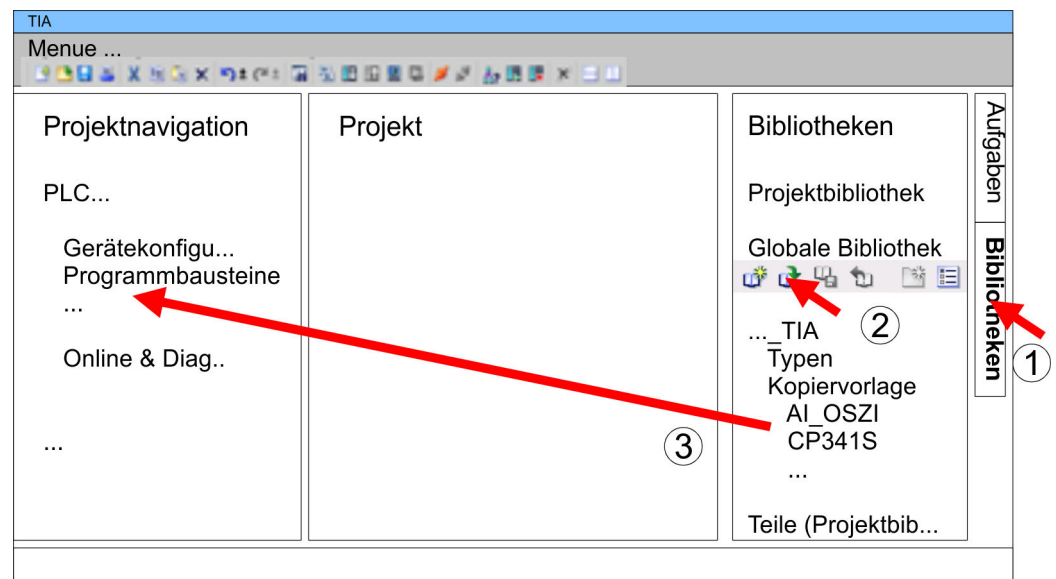 TIA
Menue ...
Projektnavigation
PLC...
Gerätekonfigu...
Programmbausteine
...
Online & Diag..
...
Projekt
③
Bibliotheken
Projektbibliothek
Globale Bibliothek
②
..._TIA
Typen
Kopiervorlage
AI_OSZI
CP341S
...
Teile (Projektbib...
Aufgaben
Bibliotheken
①